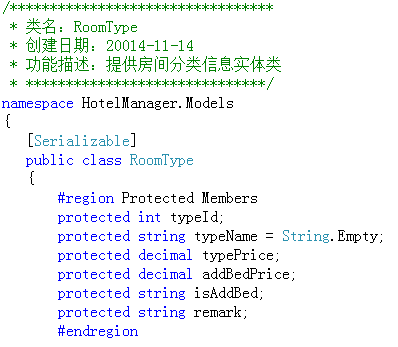 /*********************************
* 类名：RoomType
* 创建日期：20014-11-14
* 功能描述：提供房间分类信息实体类
* ******************************/
namespace HotelManager.Models
{
[Serializable]
public class RoomType
{
#region Protected Members
protected int typeId;
protected string typeName = String.Empty;
protected decimal typePrice;
protected decimal addBedPrice;
protected string isAddBed;
protected string remark;
#endregion